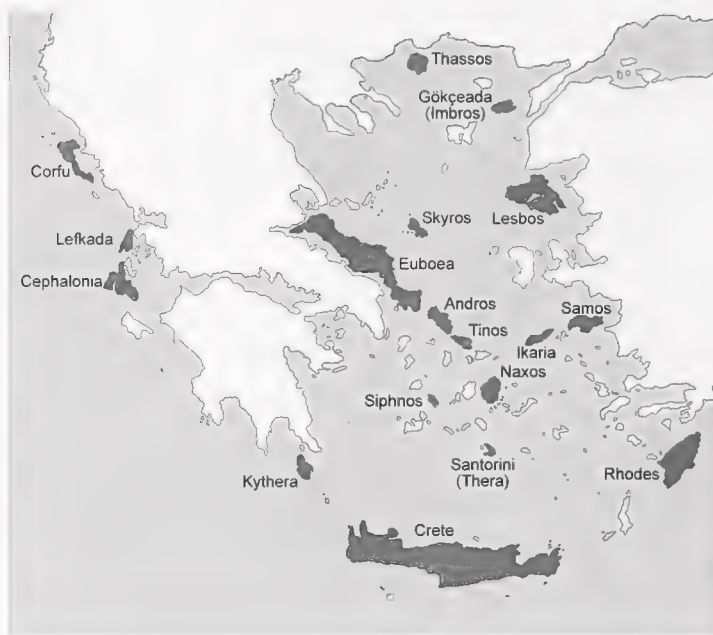 Thassos
Gökçeada
(Imbros)
Corfu
Lesbos
Skyros
Lefkada
Euboea
Cephalonia
Andros
Samos
Tinos
Ikaria
Naxos
Siphnos
Santorini
(Thera)
Rhodes
Kythera
Crete